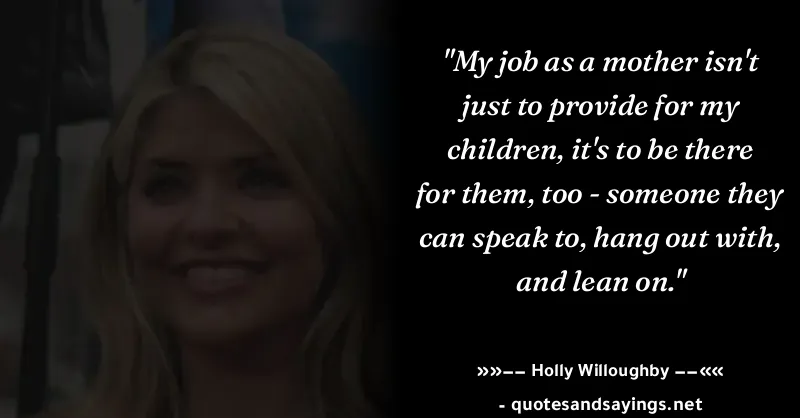 "My job as a mother isn't
just to provide for my
children, it's to be there
for them, too - someone they
can speak to, hang out with,
and lean on."
»»−− Holly Willoughby −−««
- quotesandsayings.net